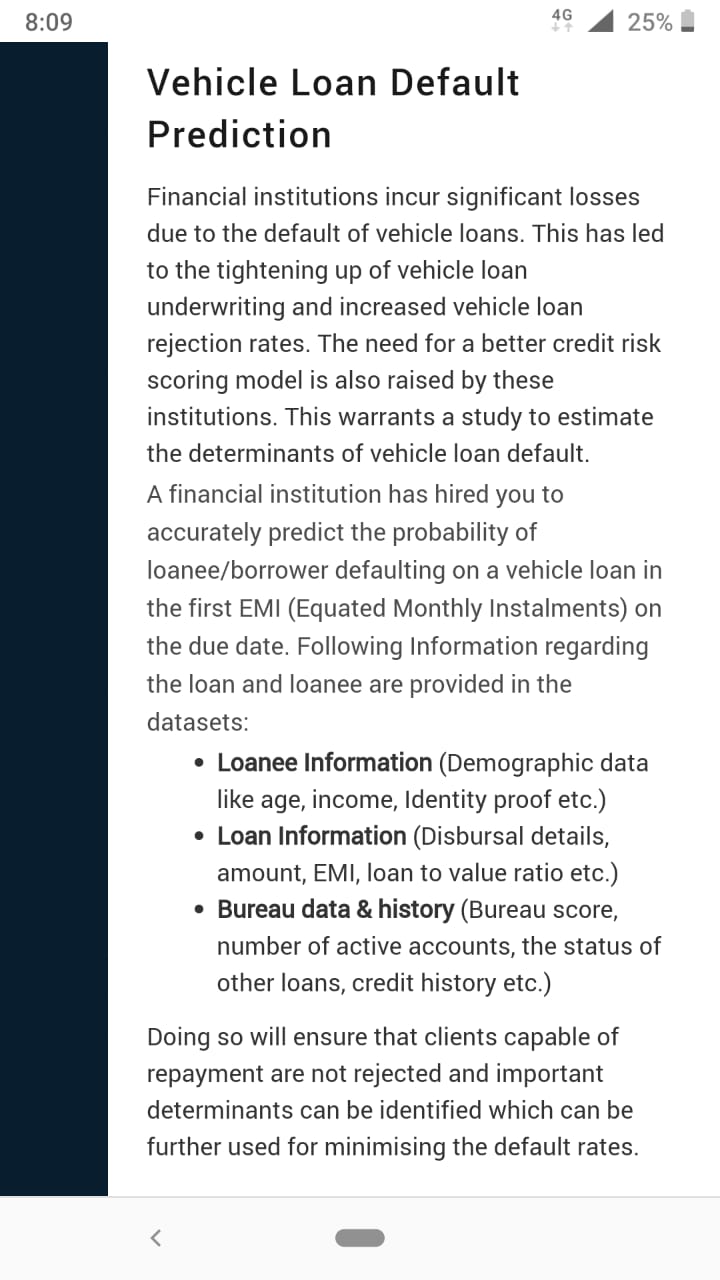 8:09
4G
25%
Vehicle Loan Default
Prediction
Financial institutions incur significant losses
due to the default of vehicle loans. This has led
to the tightening up of vehicle loan
underwriting and increased vehicle loan
rejection rates. The need for a better credit risk
scoring model is also raised by these
institutions. This warrants a study to estimate
the determinants of vehicle loan default.
A financial institution has hired you to
accurately predict the probability of
loanee/borrower defaulting on a vehicle loan in
the first EMI (Equated Monthly Instalments) on
the due date. Following Information regarding
the loan and loanee are provided in the
datasets:
• Loanee Information (Demographic data
like age, income, Identity proof etc.)
• Loan Information (Disbursal details,
amount, EMI, loan to value ratio etc.)
• Bureau data & history (Bureau score,
number of active accounts, the status of
other loans, credit history etc.)
Doing so will ensure that clients capable of
repayment are not rejected and important
determinants can be identified which can be
further used for minimising the default rates.